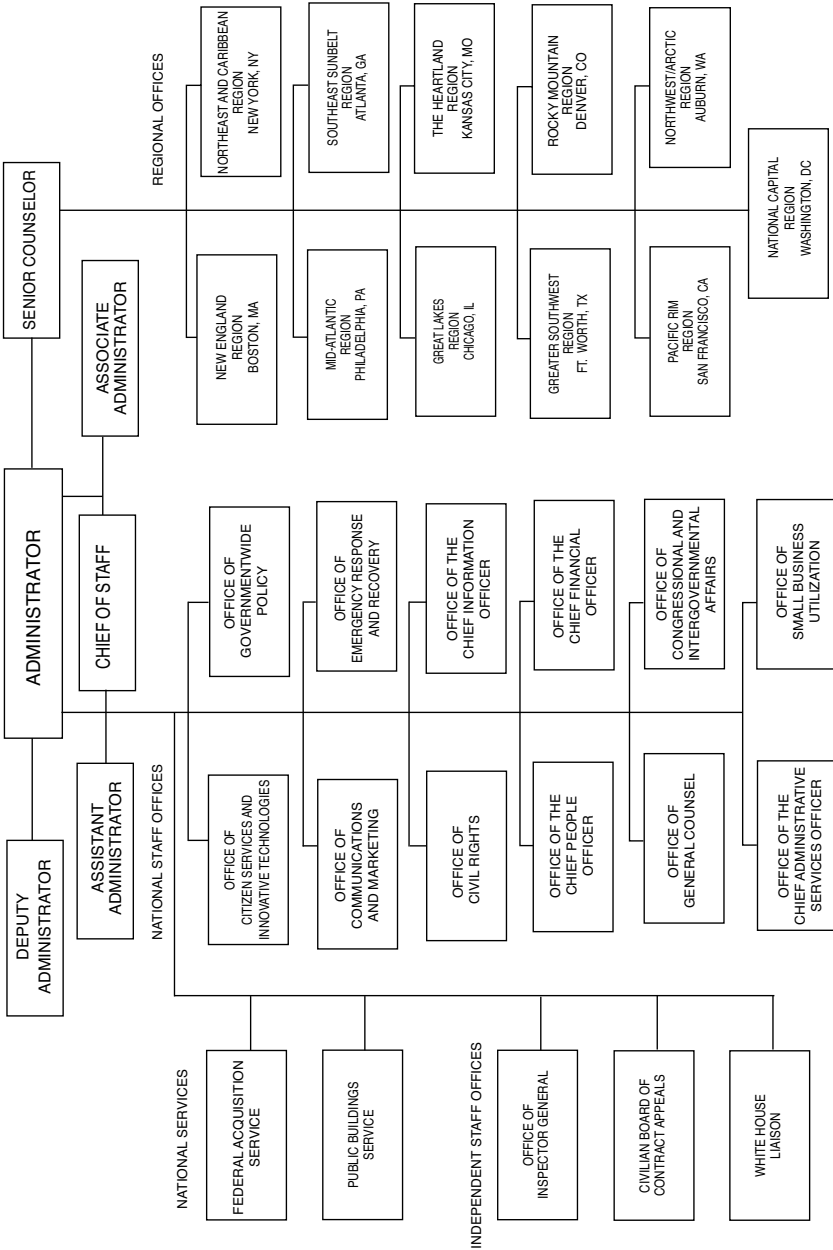 DEPUTY
ADMINISTRATOR
ADMINISTRATOR
SENIOR COUNSELOR
ASSISTANT
ADMINISTRATOR
CHIEF OF STAFF
ASSOCIATE
ADMINISTRATOR
NATIONAL SERVICES
FEDERAL ACQUISITION
SERVICE
PUBLIC BUILDINGS
SERVICE
INDEPENDENT STAFF OFFICES
OFFICE OF
INSPECTOR GENERAL
CIVILIAN BOARD OF
CONTRACT APPEALS
WHITE HOUSE
LIAISON
NATIONAL STAFF OFFICES
OFFICE OF
CITIZEN SERVICES AND
INNOVATIVE TECHNOLOGIES
OFFICE OF
GOVERNMENTWIDE
POLICY
OFFICE OF
COMMUNICATIONS
AND MARKETING
OFFICE OF
EMERGENCY RESPONSE
AND RECOVERY
OFFICE OF
CIVIL RIGHTS
OFFICE OF THE
CHIEF INFORMATION
OFFICER
OFFICE OF THE
CHIEF PEOPLE
OFFICER
OFFICE OF THE
CHIEF FINANCIAL
OFFICER
OFFICE OF
GENERAL COUNSEL
OFFICE OF
CONGRESSIONAL AND
INTERGOVERNMENTAL
AFFAIRS
OFFICE OF THE
CHIEF ADMINISTRATIVE
SERVICES OFFICER
OFFICE OF
SMALL BUSINESS
UTILIZATION
REGIONAL OFFICES
NEW ENGLAND
REGION
BOSTON, MA
NORTHEAST AND CARIBBEAN
REGION
NEW YORK, NY
MID-ATLANTIC
REGION
PHILADELPHIA, PA
SOUTHEAST SUNBELT
REGION
ATLANTA, GA
GREAT LAKES
REGION
CHICAGO, IL
THE HEARTLAND
REGION
KANSAS CITY, MO
GREATER SOUTHWEST
REGION
FT. WORTH, TX
ROCKY MOUNTAIN
REGION
DENVER, CO
PACIFIC RIM
REGION
SAN FRANCISCO, CA
NORTHWEST/ARCTIC
REGION
AUBURN, WA
NATIONAL CAPITAL
REGION
WASHINGTON, DC